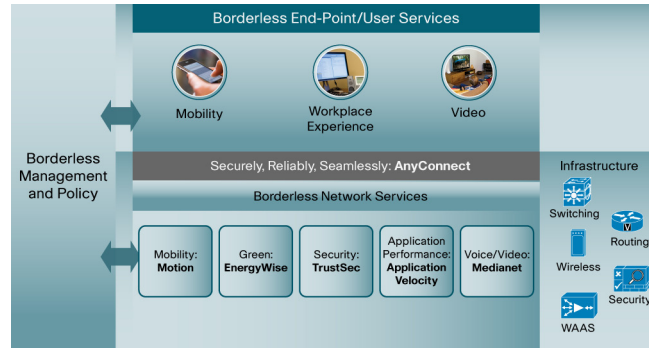 Borderless End-Point/User Services
Mobility
Workplace
Experience
Video
Borderless
Management
and Policy
Securely, Reliably, Seamlessly: AnyConnect
Borderless Network Services
Mobility:
Motion
Green:
EnergyWise
Security:
TrustSec
Application
Performance:
Application
Velocity
Voice/Video:
Medianet
Infrastructure
Switching
V
Routing
Wireless
Security
WAAS